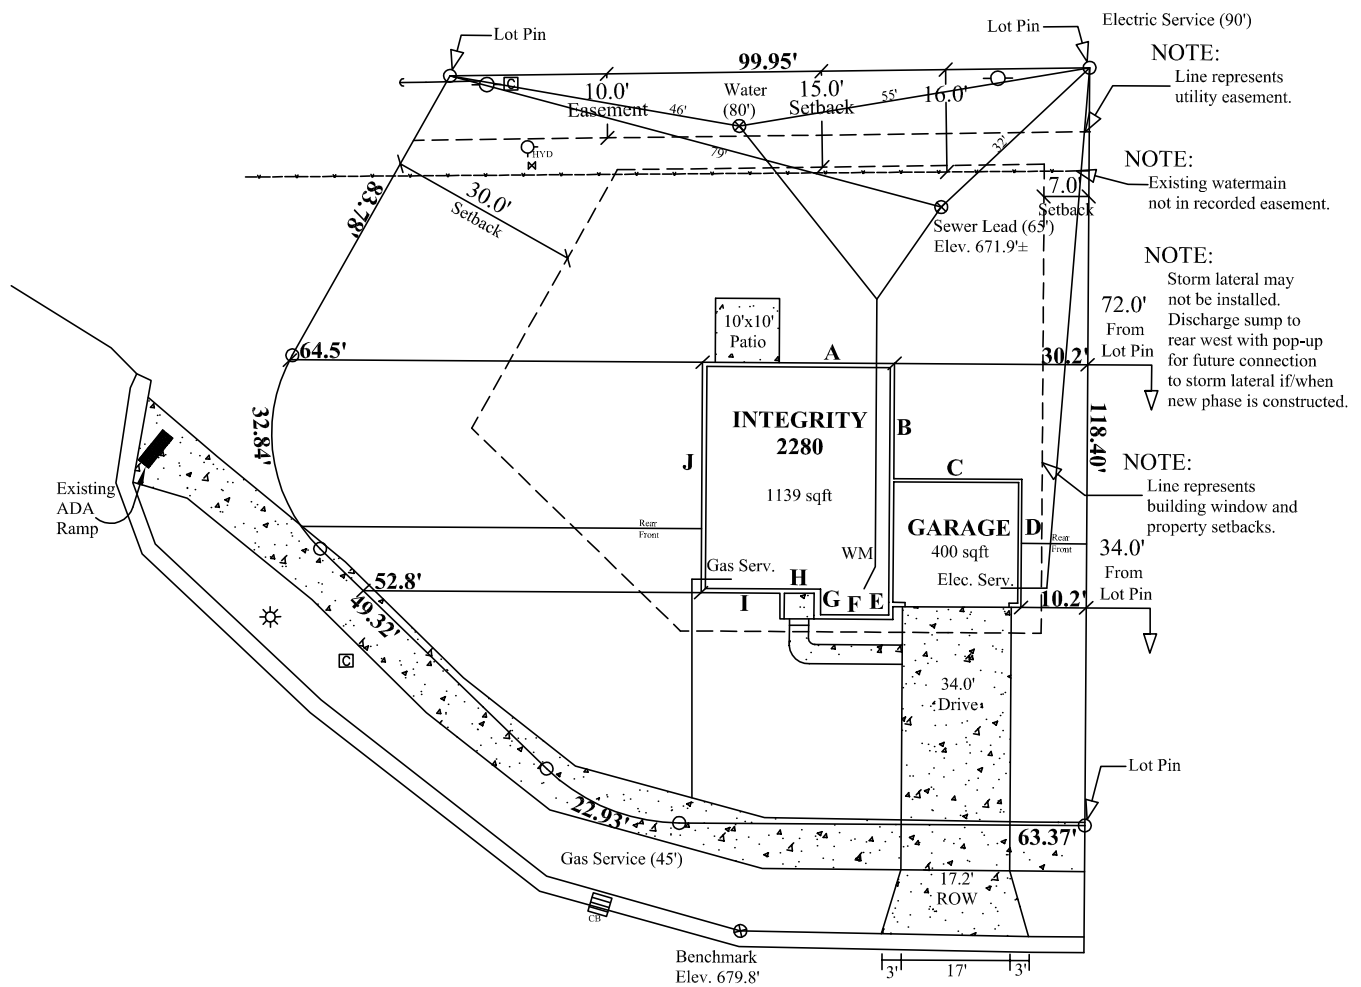 Lot Pin
Lot Pin
Electric Service (90')
99.95'
NOTE:
Line represents
utility easement.
C
10.0'
Easement
46'
Water
(80')
15.0'
Setback
55'
16.0'
79'
32'
HYD
NOTE:
Existing watermain
not in recorded easement.
83.78'
30.0'
Setback
7.0'
Setback
Sewer Lead (65')
Elev. 671.9'±
NOTE:
Storm lateral may
not be installed.
Discharge sump to
rear west with pop-up
for future connection
to storm lateral if/when
new phase is constructed.
72.0'
From
Lot Pin
10'x10'
Patio
64.5'
A
30.2'
32.84'
INTEGRITY
2280
1139 sqft
B
J
C
118.40'
NOTE:
Line represents
building window and
property setbacks.
Existing
ADA
Ramp
GARAGE
400 sqft
D
Rear
Front
Rear
Front
WM
Gas Serv.
Elec. Serv.
34.0'
From
Lot Pin
52.8'
H
I
G
F
E
10.2'
49.32'
C
34.0'
Drive
Lot Pin
22.93'
63.37'
Gas Service (45')
17.2'
ROW
CB
Benchmark
Elev. 679.8'
3'
17'
3'